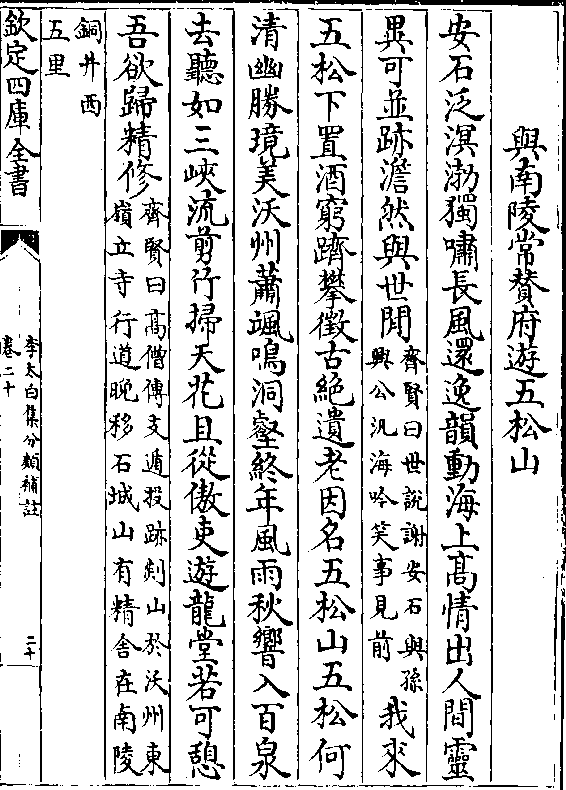 與南陵常賛府遊五松山
安石泛溟渤獨嘯長風還逸韻動海上髙情出人間靈
異可並跡澹然與世閒齊賢曰世説謝安石與孫興公汎海吟笑事見前我來
五松下置酒窮躋攀徴古絶遺老因名五松山五松何
清幽勝境美沃州蕭颯鳴洞壑終年風雨秋響入百泉
去聽如三峽流剪竹掃天花且從傲吏遊龍堂若可憩
吾欲歸精修齊賢曰髙僧傳支遁投跡剡山於沃州東嶺立寺行道晚移石城山有精舍在南陵
銅井西五里
欽定四庫全書
李太白集分類補註
卷二十
二十